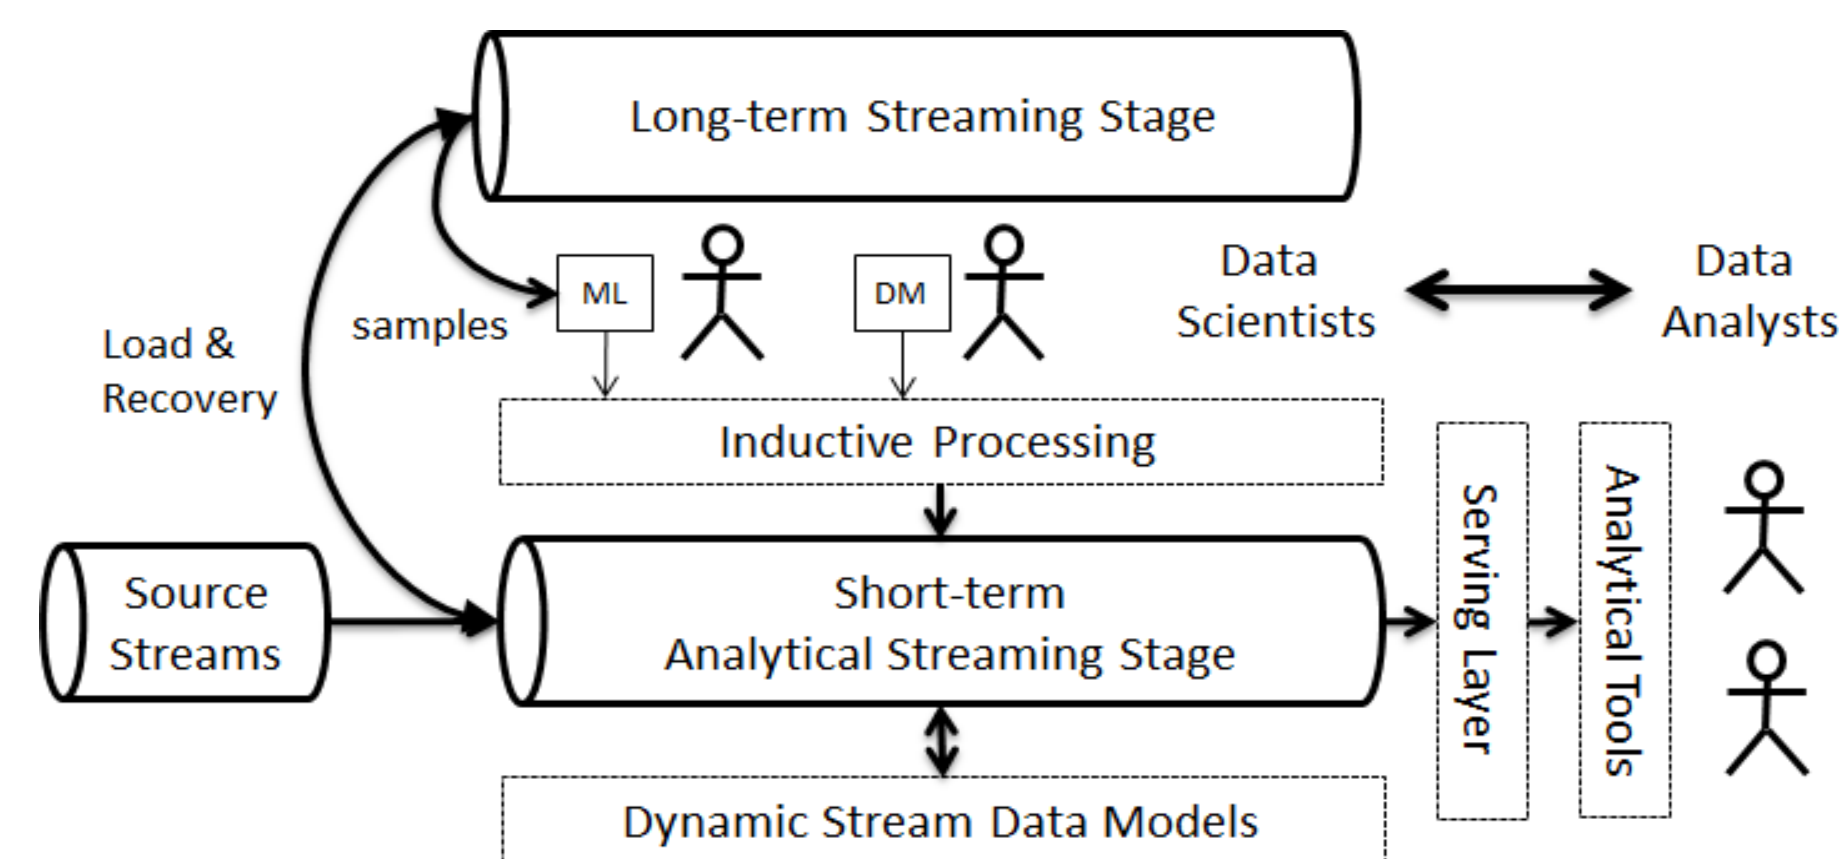 Long-term Streaming Stage
Data
Scientists
Data
Analysts
ML
DM
samples
Load &
Recovery
Inductive Processing
Source
Streams
Short-term
Analytical Streaming Stage
Serving Layer
Analytical Tools
Dynamic Stream Data Models